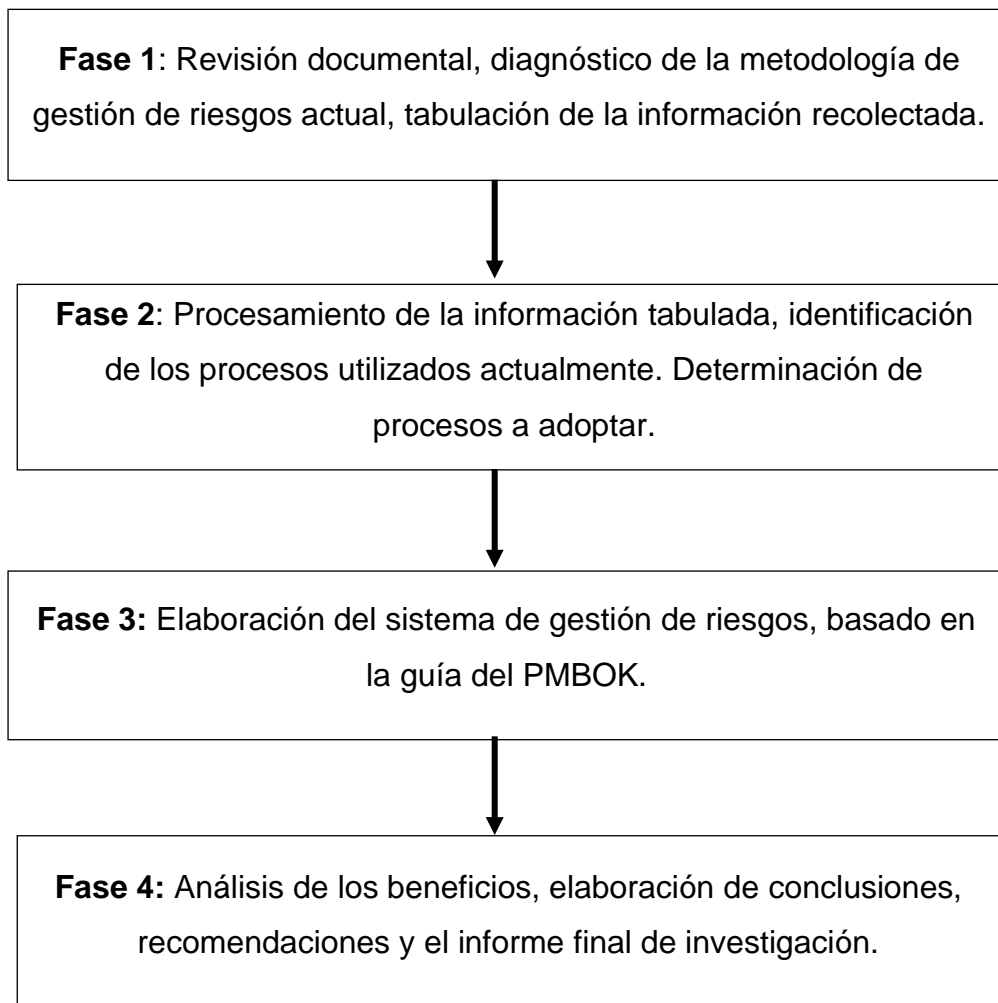 Fase 1: Revisión documental, diagnóstico de la metodología de
gestión de riesgos actual, tabulación de la información recolectada.
Fase 2: Procesamiento de la información tabulada, identificación
de los procesos utilizados actualmente. Determinación de
procesos a adoptar.
Fase 3: Elaboración del sistema de gestión de riesgos, basado en
la guía del PMBOK.
Fase 4: Análisis de los beneficios, elaboración de conclusiones,
recomendaciones y el informe final de investigación.